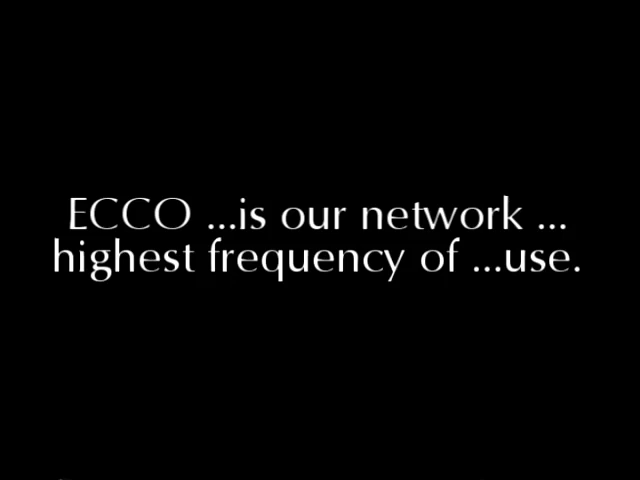 ECCO ...is our network ...
highest frequency of ...use.